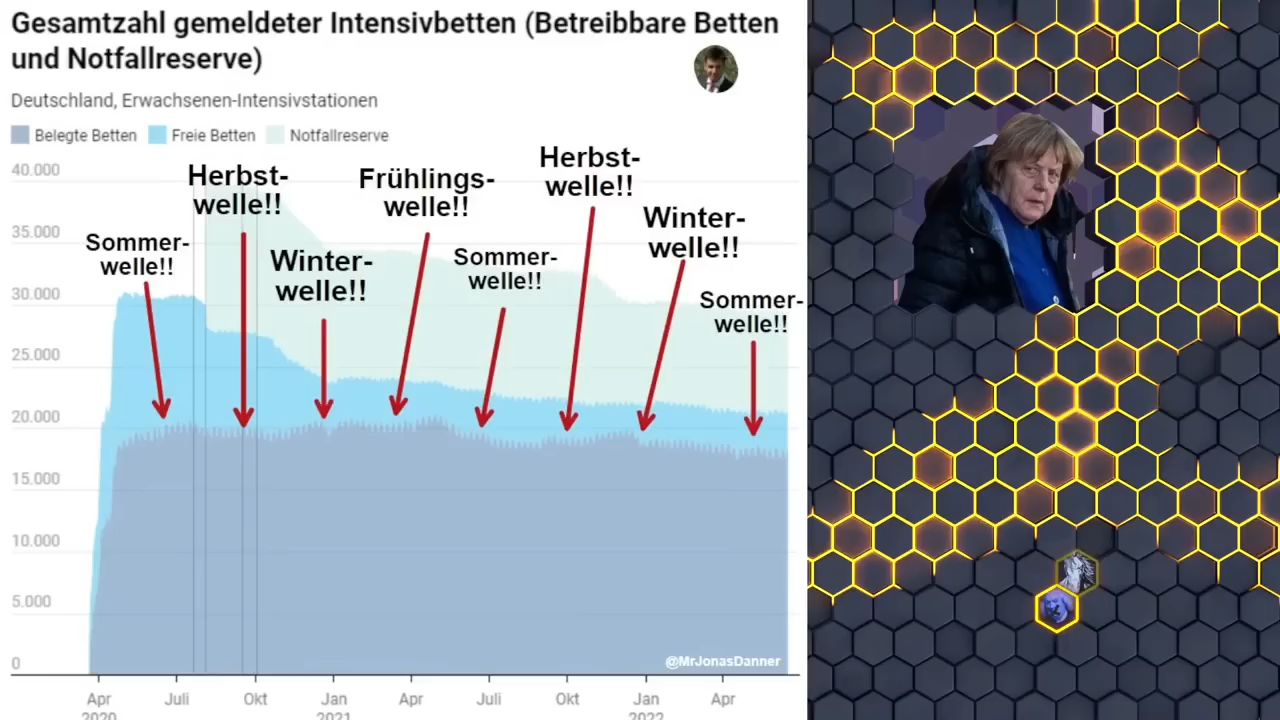 Gesamtzahl gemeldeter Intensivbetten (Betreibbare Betten
und Notfallreserve)
Deutschland, Erwachsenen-Intensivstationen
Belegte Betten Freie Betten Notfallreserve
40.000
35.000
30.000
25.000
20.000
15.000
10.000
5.000
0
Sommer-
welle!!
Herbst-
welle!!
Winter-
welle!!
Frühlings-
welle!!
Sommer-
welle!!
Herbst-
welle!!
Winter-
welle!!
Sommer-
welle!!
@MrJonasDanner
Apr Juli Okt Jan Apr Juli Okt Jan Apr
2020 2021 2022